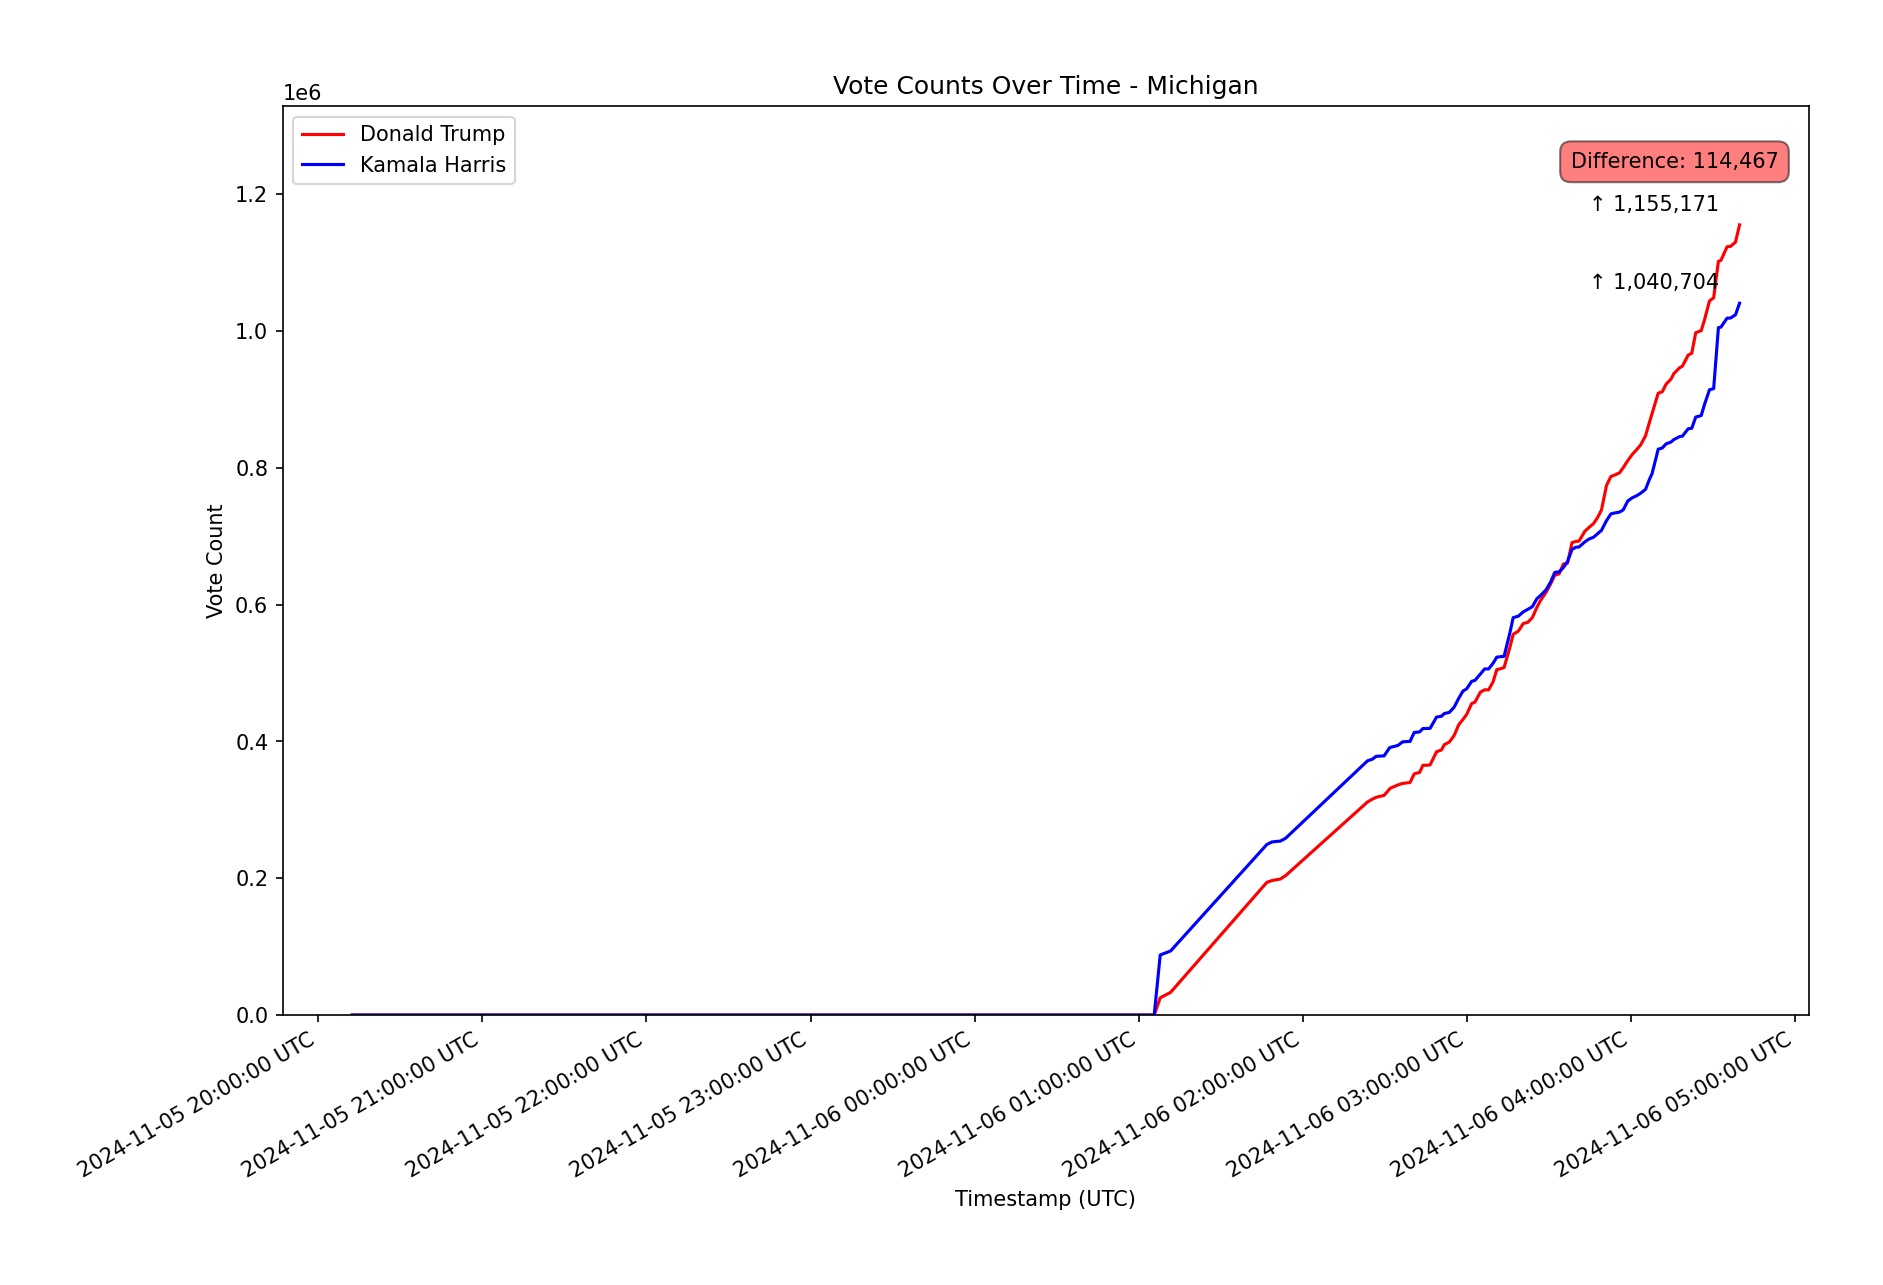 Vote Counts Over Time - Michigan
1e6
Donald Trump
Kamala Harris
Difference: 114,467
↑ 1,155,171
↑ 1,040,704
Vote Count
1.2
1.0
0.8
0.6
0.4
0.2
0.0
2024-11-05 20:00:00 UTC
2024-11-05 21:00:00 UTC
2024-11-05 22:00:00 UTC
2024-11-05 23:00:00 UTC
2024-11-06 00:00:00 UTC
2024-11-06 01:00:00 UTC
2024-11-06 02:00:00 UTC
2024-11-06 03:00:00 UTC
2024-11-06 04:00:00 UTC
2024-11-06 05:00:00 UTC
Timestamp (UTC)